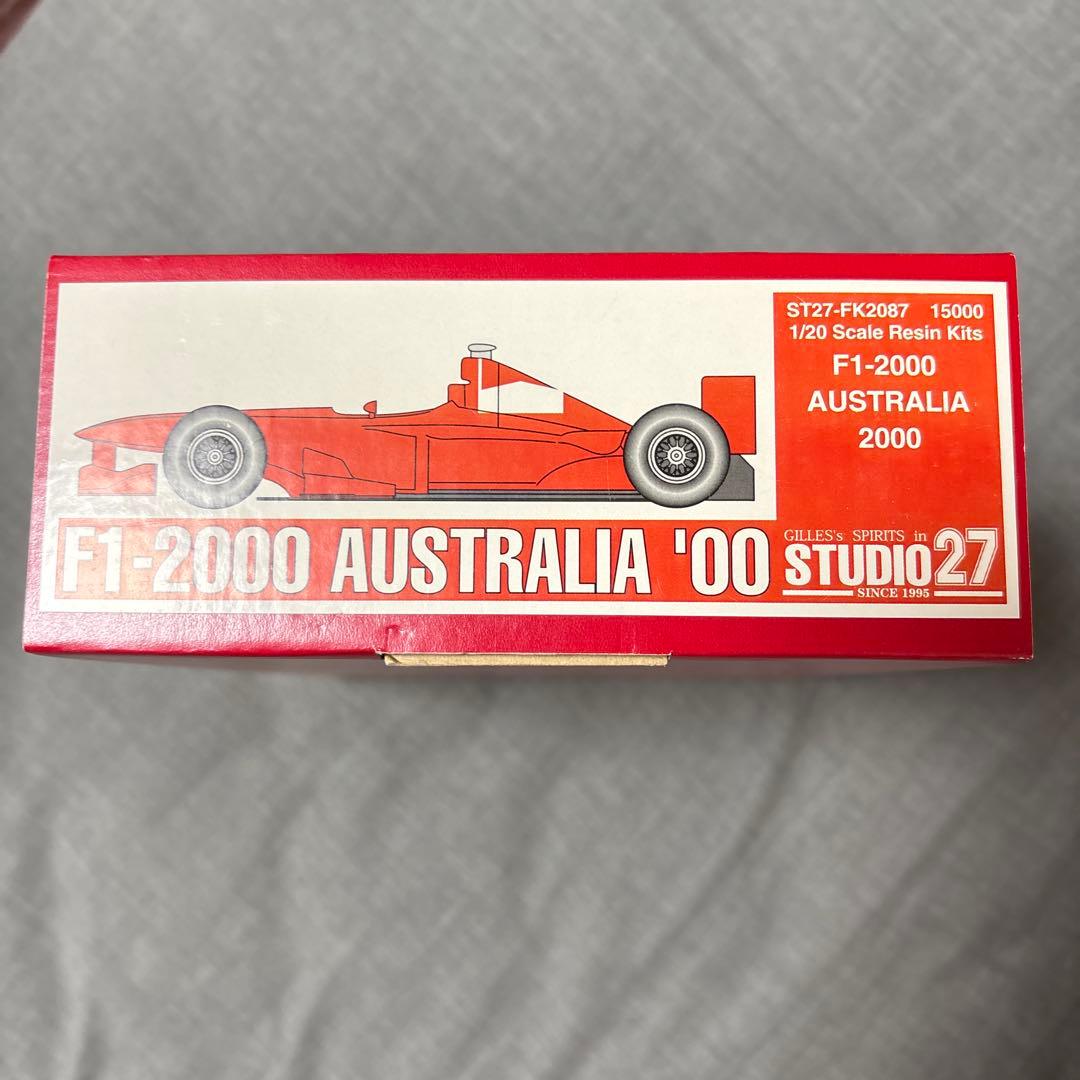 ST27-FK2087 15000
1/20 Scale Resin Kits
F1-2000
AUSTRALIA
2000
F1-2000 AUSTRALIA '00
GILLES's SPIRITS in
STUDIO27
SINCE 1995